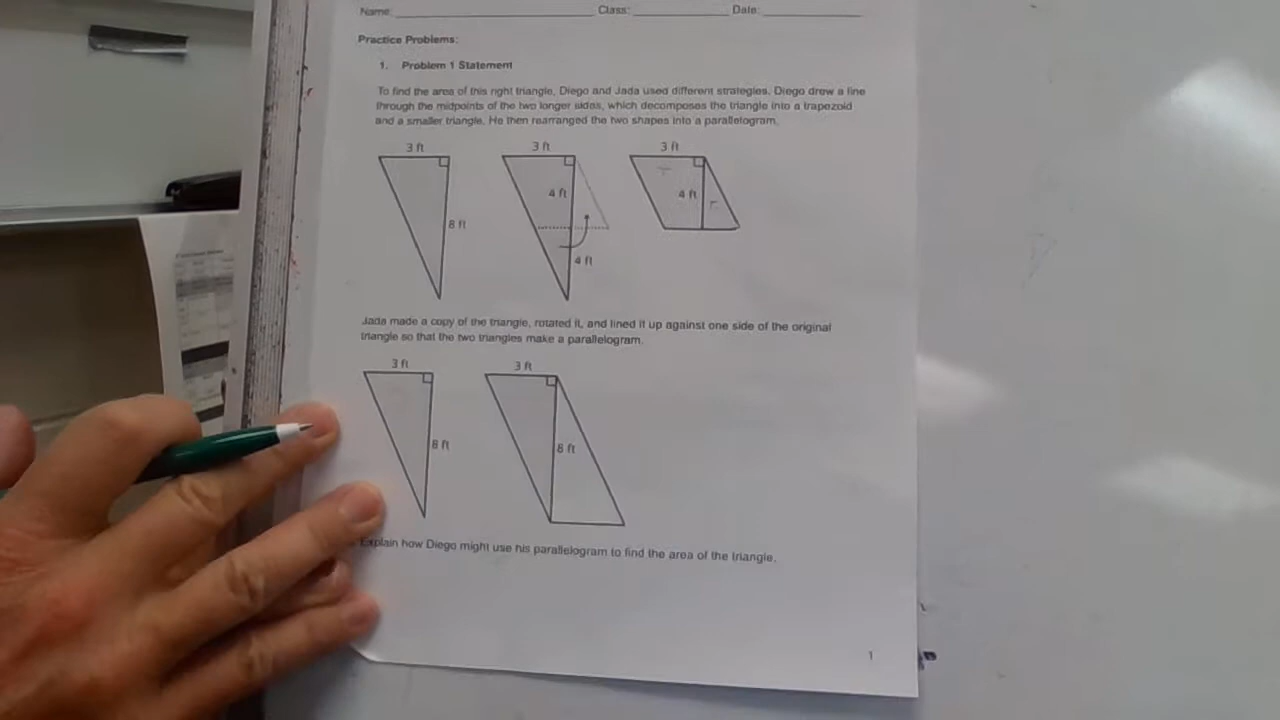 Name: Class: Date:
Practice Problems:
1. Problem 1 Statement
To find the area of this right triangle, Diego and Jada used different strategies. Diego drew a line
through the midpoints of the two longer sides, which decomposes the triangle into a trapezoid
and a smaller triangle. He then rearranged the two shapes into a parallelogram.
3 ft 3 ft 3 ft
4 ft 4 ft
8 ft
4 ft
Jada made a copy of the triangle, rotated it, and lined it up against one side of the original
triangle so that the two triangles make a parallelogram.
3 ft 3 ft
8 ft 8 ft
Explain how Diego might use his parallelogram to find the area of the triangle.
1